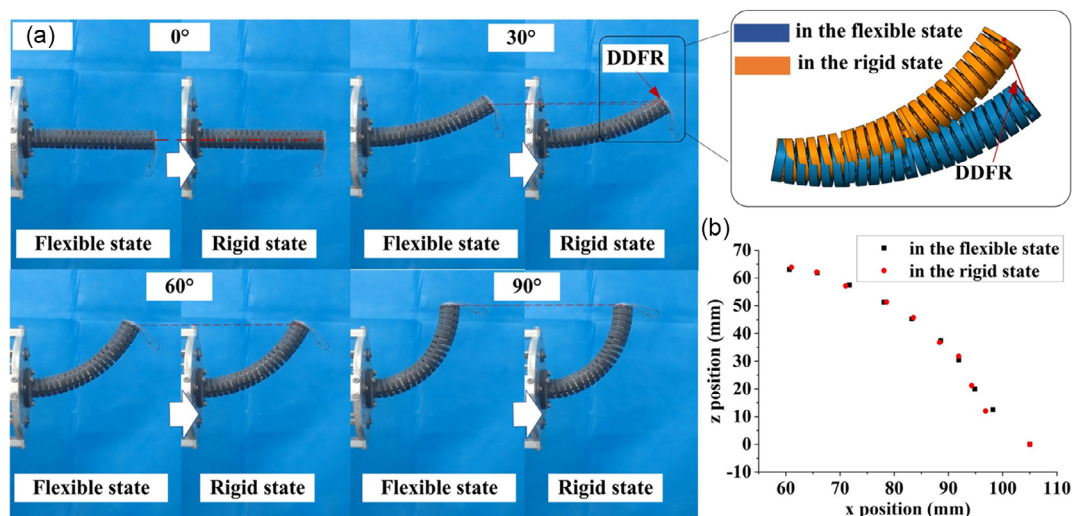 (a)
0°
30°
DDFR
Flexible state
Rigid state
Flexible state
Rigid state
60°
90°
Flexible state
Rigid state
Flexible state
Rigid state
in the flexible state
in the rigid state
DDFR
(b)
in the flexible state
in the rigid state
z position (mm)
70
60
50
40
30
20
10
0
-10
60 70 80 90 100 110
x position (mm)